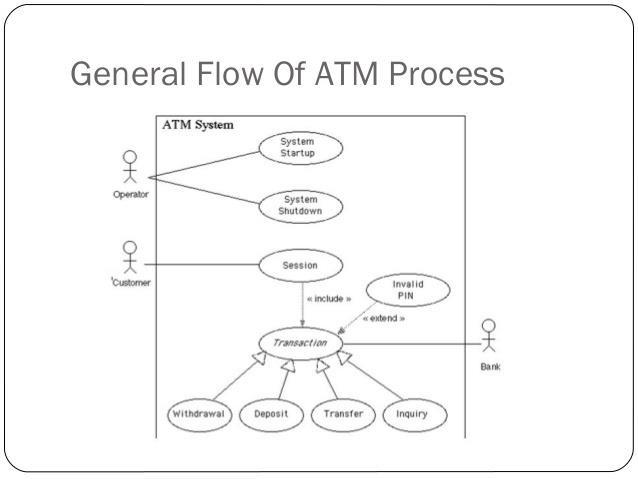 General Flow Of ATM Process
ATM System
System
Startup
Operator
System
Shutdown
'Customer
Session
Invalid
PIN
« include »
« extend »
Transaction
Bank
Withdrawal
Deposit
Transfer
Inquiry